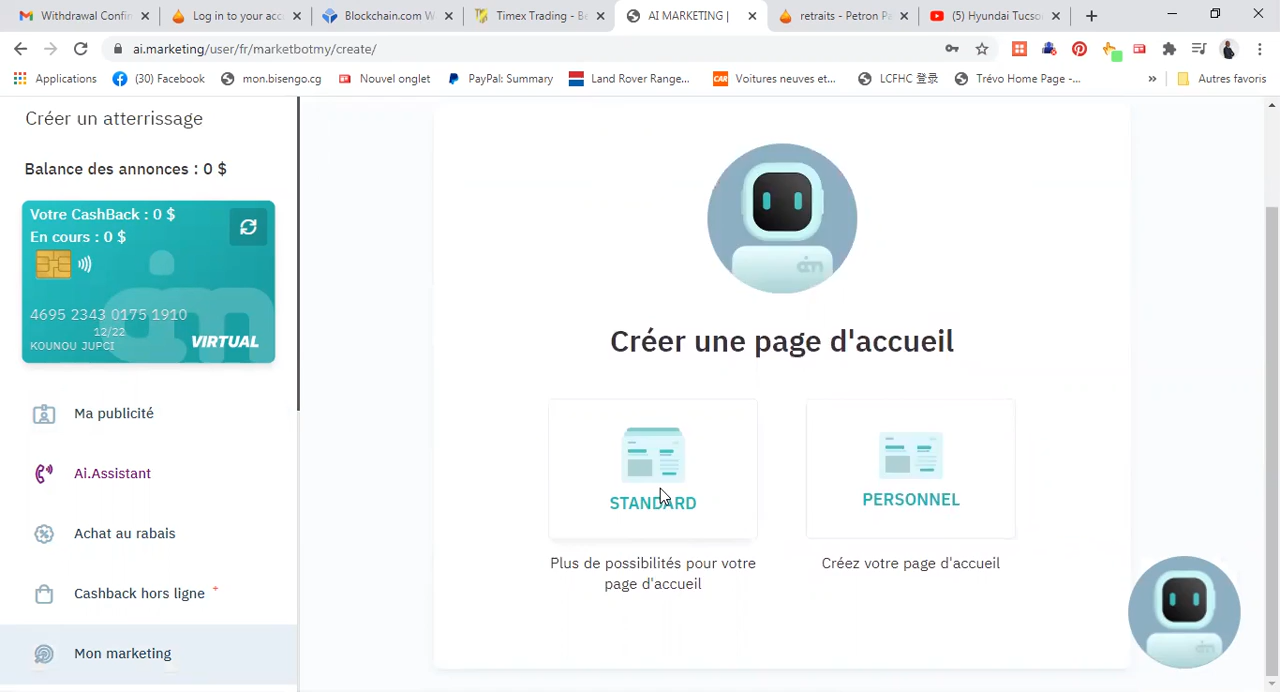 Withdrawal Confir
Log in to your acc
Blockchain.com W
Timex Trading - Be
AI MARKETING |
retraits - Petron Pa
(5) Hyundai Tucso
ai.marketing/user/fr/marketbotmy/create/
Applications
(30) Facebook
mon.bisengo.cg
Nouvel onglet
PayPal: Summary
Land Rover Range...
CAR
Voitures neuves et...
LCFHC 登录
Trévo Home Page -...
»
Autres favoris
Créer un atterrissage
Balance des annonces : 0 $
Votre CashBack : 0 $
En cours : 0 $
4695 2343 0175 1910
12/22
KOUNOU JUPCI
VIRTUAL
Ma publicité
Ai.Assistant
Achat au rabais
Cashback hors ligne *
Mon marketing
Créer une page d'accueil
STANDARD
Plus de possibilités pour votre
page d'accueil
PERSONNEL
Créez votre page d'accueil